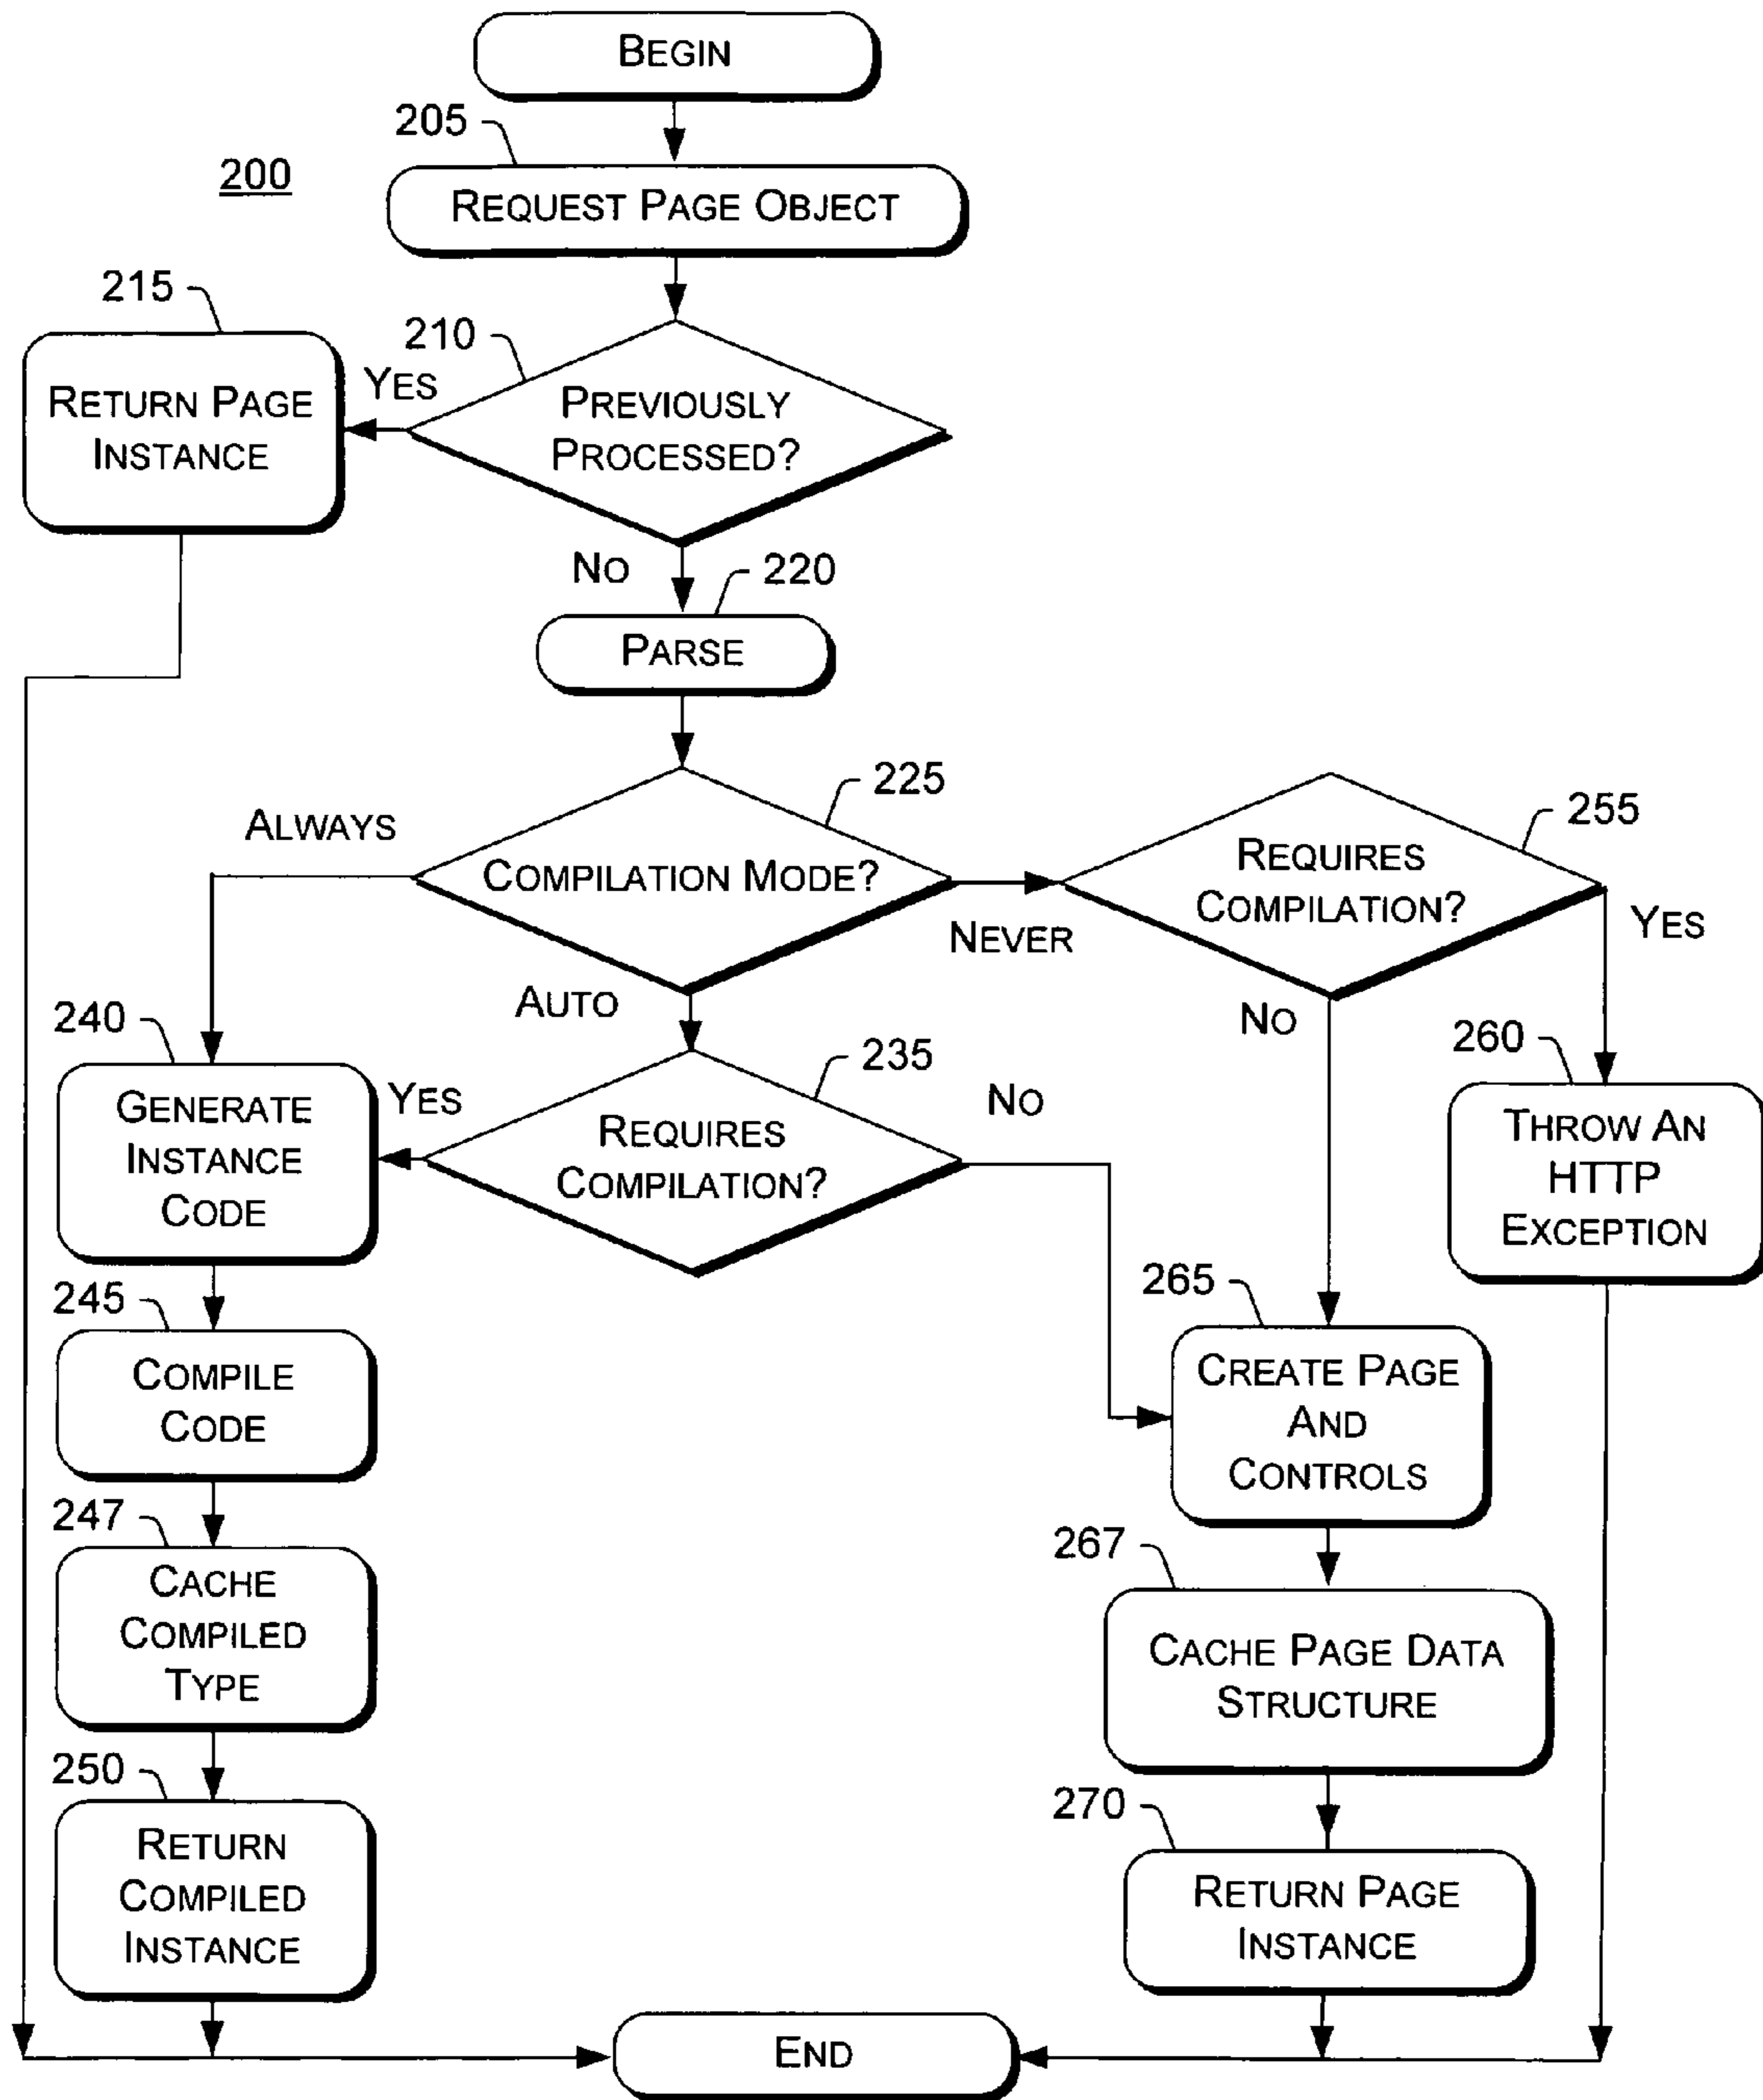 BEGIN
205
200
REQUEST PAGE OBJECT
215
210
YES
RETURN PAGE
INSTANCE
PREVIOUSLY
PROCESSED?
NO
220
PARSE
225
255
ALWAYS
COMPILATION MODE?
REQUIRES
COMPILATION?
NEVER
YES
AUTO
NO
240
235
260
GENERATE
INSTANCE
CODE
YES
REQUIRES
COMPILATION?
NO
THROW AN
HTTP
EXCEPTION
245
265
COMPILE
CODE
CREATE PAGE
AND
CONTROLS
247
267
CACHE
COMPILED
TYPE
CACHE PAGE DATA
STRUCTURE
250
270
RETURN
COMPILED
INSTANCE
RETURN PAGE
INSTANCE
END